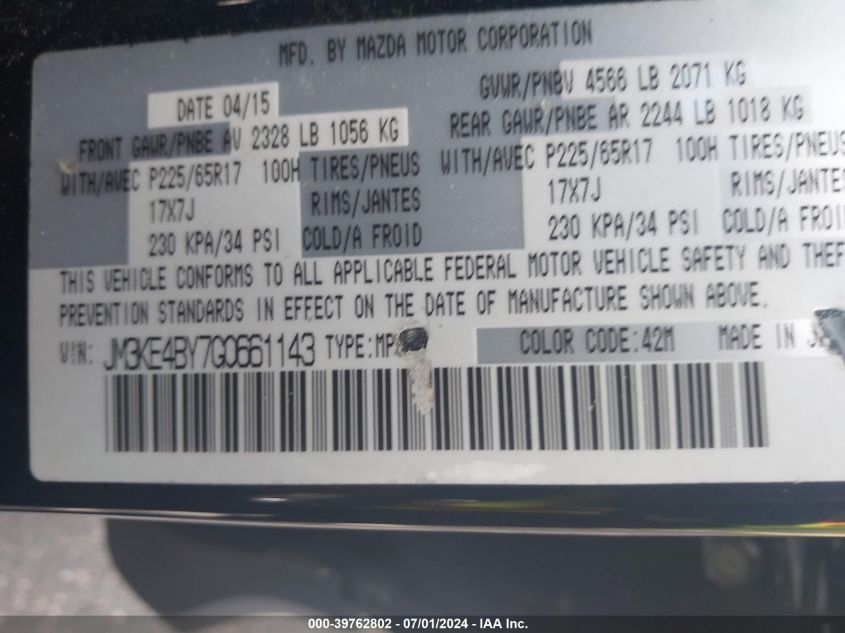 MFD. BY MAZDA MOTOR CORPORATION
DATE 04/15 GVWR/PNBV 4566 LB 2071 KG
FRONT GAWR/PNBE AV 2328 LB 1056 KG REAR GAWR/PNBE AR 2244 LB 1018 KG
WITH/AVEC P225/65R17 100H TIRES/PNEUS WITH/AVEC P225/65R17 100H TIRES/PNEUS
17X7J RIMS/JANTES 17X7J RIMS/JANTE
230 KPA/34 PSI COLD/A FROID 230 KPA/34 PSI COLD/A FROI
THIS VEHICLE CONFORMS TO ALL APPLICABLE FEDERAL MOTOR VEHICLE SAFETY AND THEF
PREVENTION STANDARDS IN EFFECT ON THE DATE OF MANUFACTURE SHOWN ABOVE.
VIN: JM3KE4BY7G0661143 TYPE:MP COLOR CODE:42M MADE IN
000-39762802 - 07/01/2024 - IAA Inc.